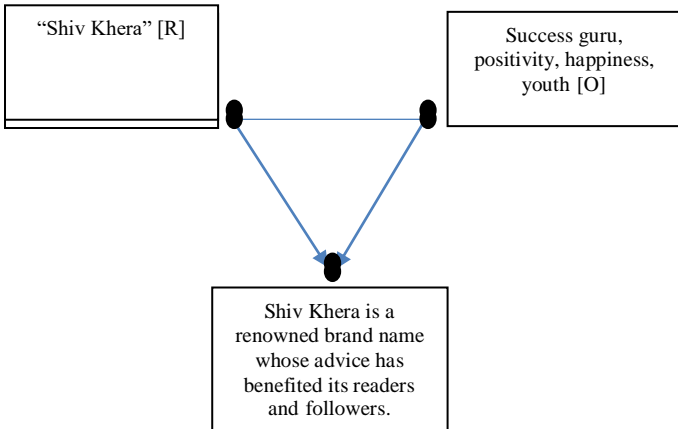 “Shiv Khera” [R]
Success guru,
positivity, happiness,
youth [O]
Shiv Khera is a
renowned brand name
whose advice has
benefited its readers
and followers.